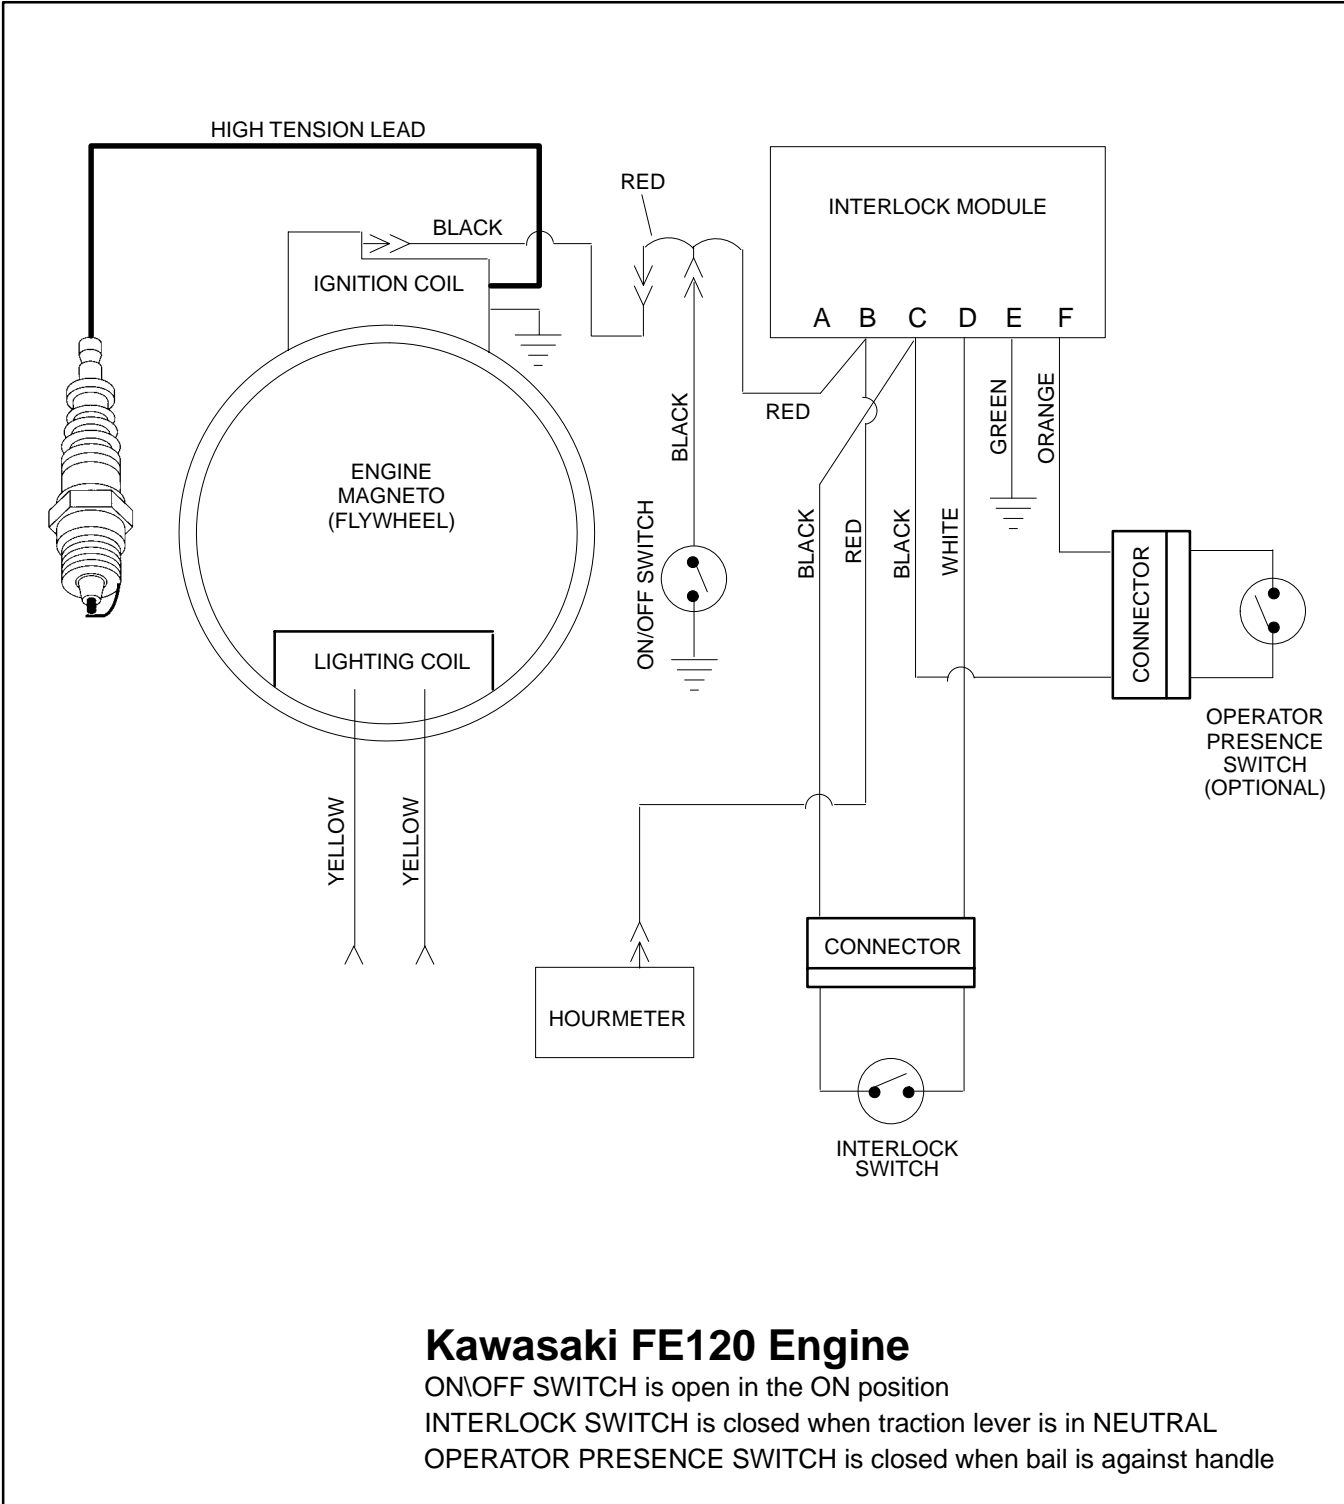 HIGH TENSION LEAD
RED
BLACK
INTERLOCK MODULE
IGNITION COIL
A B C D E F
RED
BLACK
GREEN
ORANGE
ENGINE
MAGNETO
(FLYWHEEL)
ON/OFF SWITCH
BLACK
RED
BLACK
WHITE
CONNECTOR
LIGHTING COIL
OPERATOR
PRESENCE
SWITCH
(OPTIONAL)
YELLOW
YELLOW
CONNECTOR
HOURMETER
INTERLOCK
SWITCH
Kawasaki FE120 Engine
ON\OFF SWITCH is open in the ON position
INTERLOCK SWITCH is closed when traction lever is in NEUTRAL
OPERATOR PRESENCE SWITCH is closed when bail is against handle